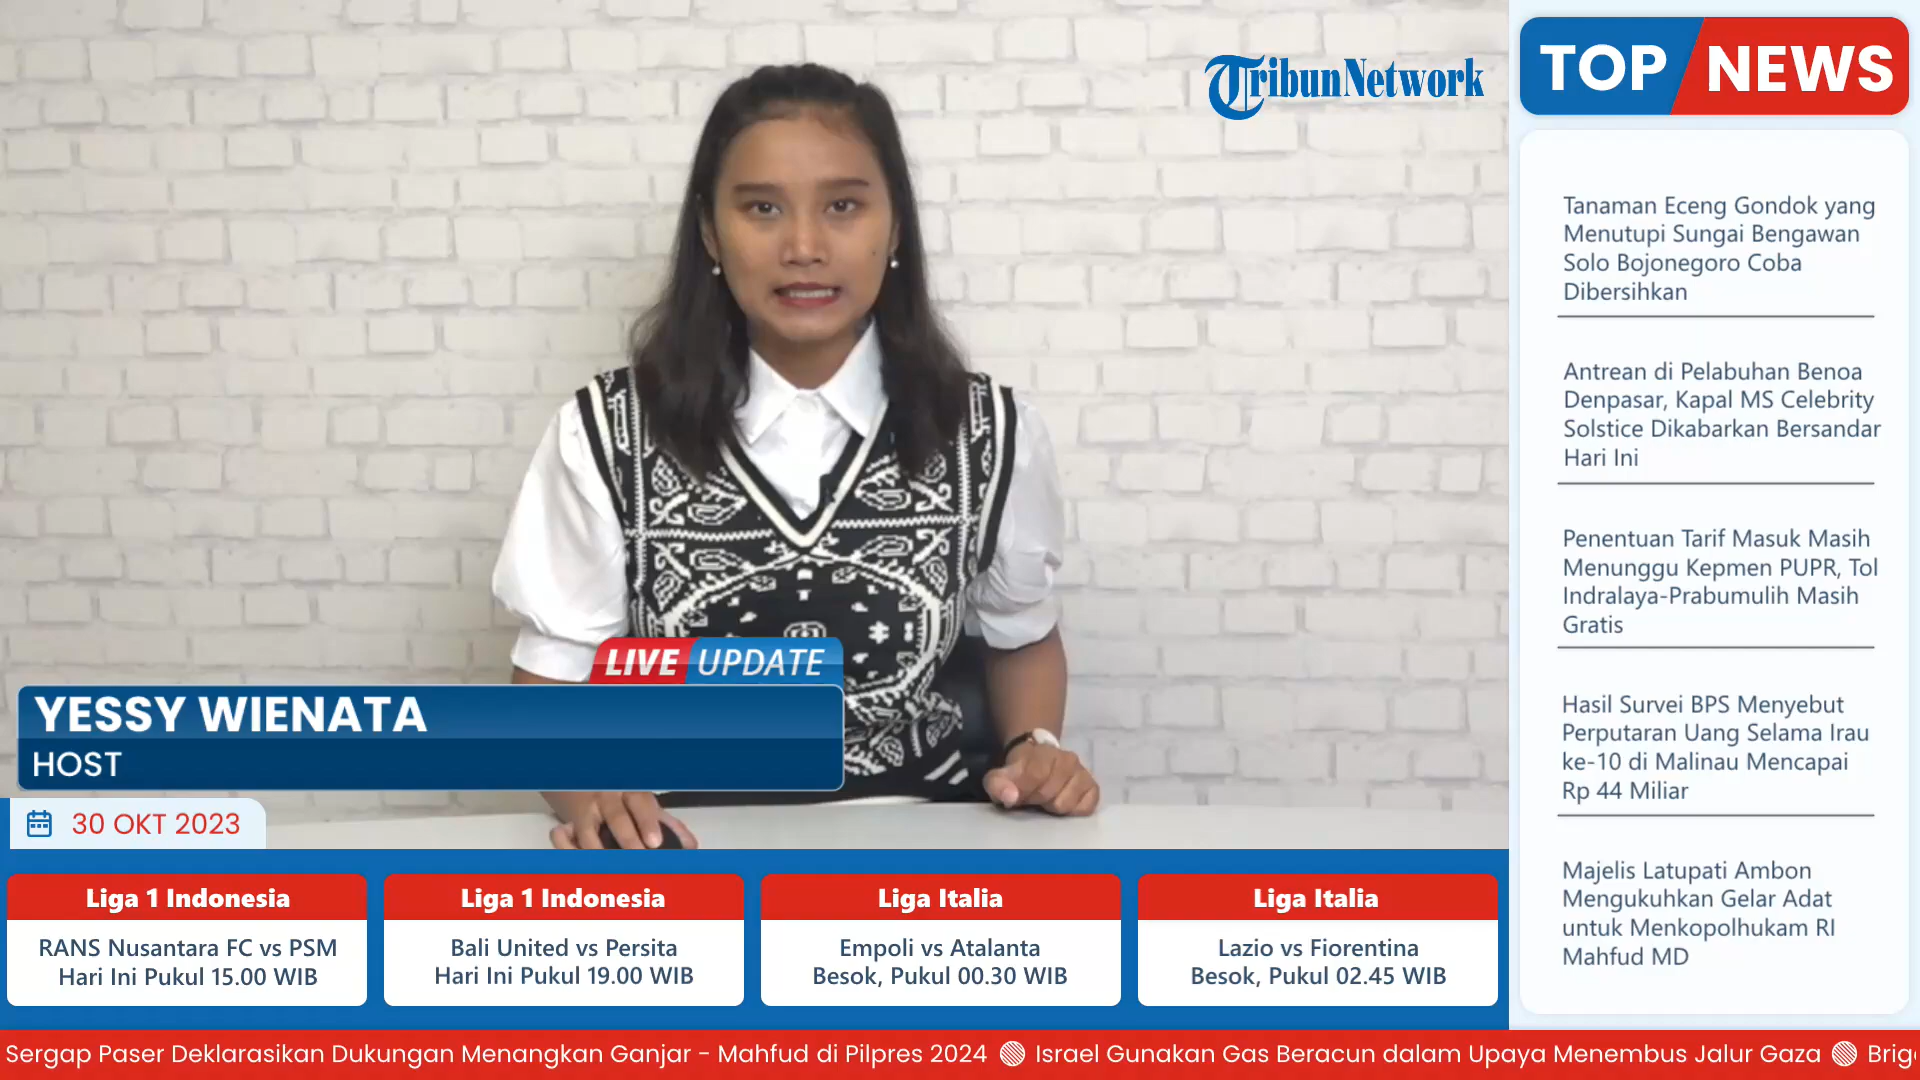 TribunNetwork
TOP NEWS
Tanaman Eceng Gondok yang
Menutupi Sungai Bengawan
Solo Bojonegoro Coba
Dibersihkan
Antrean di Pelabuhan Benoa
Denpasar, Kapal MS Celebrity
Solstice Dikabarkan Bersandar
Hari Ini
Penentuan Tarif Masuk Masih
Menunggu Kepmen PUPR, Tol
Indralaya-Prabumulih Masih
Gratis
Hasil Survei BPS Menyebut
Perputaran Uang Selama Irau
ke-10 di Malinau Mencapai
Rp 44 Miliar
Majelis Latupati Ambon
Mengukuhkan Gelar Adat
untuk Menkopolhukam RI
Mahfud MD
LIVE UPDATE
YESSY WIENATA
HOST
30 OKT 2023
Liga 1 Indonesia
RANS Nusantara FC vs PSM
Hari Ini Pukul 15.00 WIB
Liga 1 Indonesia
Bali United vs Persita
Hari Ini Pukul 19.00 WIB
Liga Italia
Empoli vs Atalanta
Besok, Pukul 00.30 WIB
Liga Italia
Lazio vs Fiorentina
Besok, Pukul 02.45 WIB
Sergap Paser Deklarasikan Dukungan Menangkan Ganjar - Mahfud di Pilpres 2024 Israel Gunakan Gas Beracun dalam Upaya Menembus Jalur Gaza